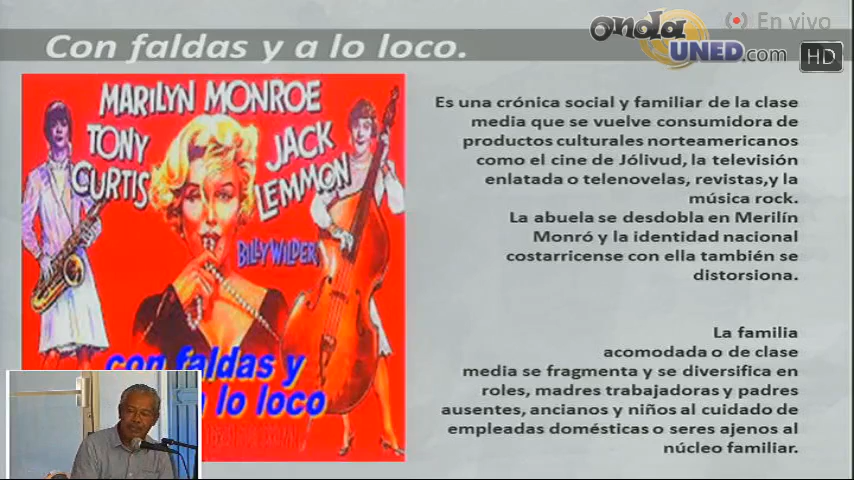 Con faldas y a lo loco.
onda
UNED.com
En vivo
HD
MARILYN MONROE
TONY
CURTIS
JACK
LEMMON
BILLY WILDER
con faldas y
a lo loco
Es una crónica social y familiar de la clase
media que se vuelve consumidora de
productos culturales norteamericanos
como el cine de Jólivud, la televisión
enlatada o telenovelas, revistas,y la
música rock.
La abuela se desdobla en Merilín
Monró y la identidad nacional
costarricense con ella también se
distorsiona.
La familia
acomodada o de clase
media se fragmenta y se diversifica en
roles, madres trabajadoras y padres
ausentes, ancianos y niños al cuidado de
empleadas domésticas o seres ajenos al
núcleo familiar.